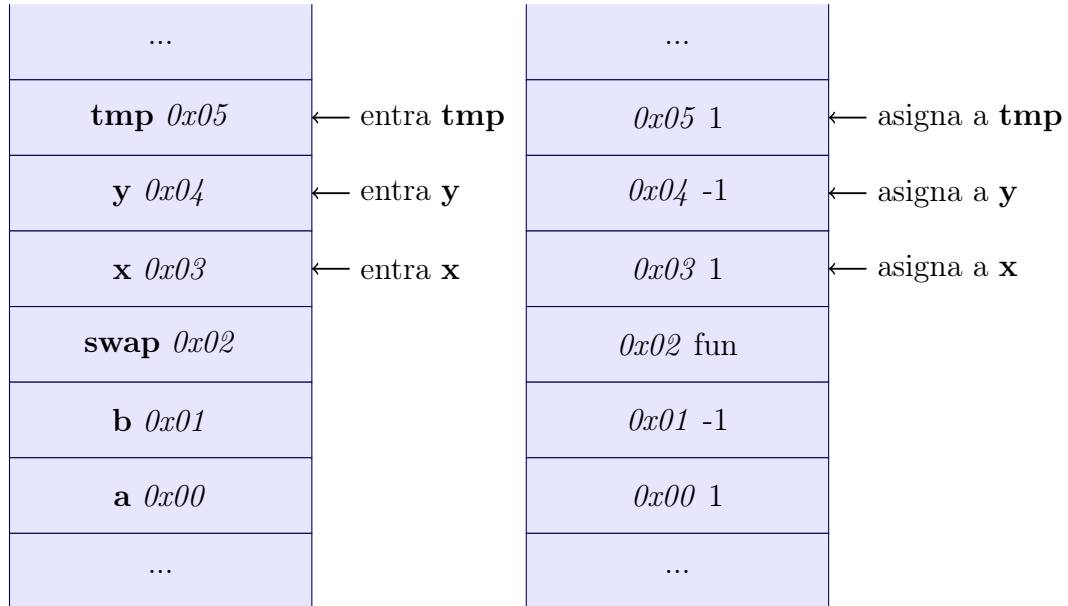 ... ...
tmp 0x05 entra tmp 0x05 1 asigna a tmp
y 0x04 entra y 0x04 -1 asigna a y
x 0x03 entra x 0x03 1 asigna a x
swap 0x02 0x02 fun
b 0x01 0x01 -1
a 0x00 0x00 1
... ...